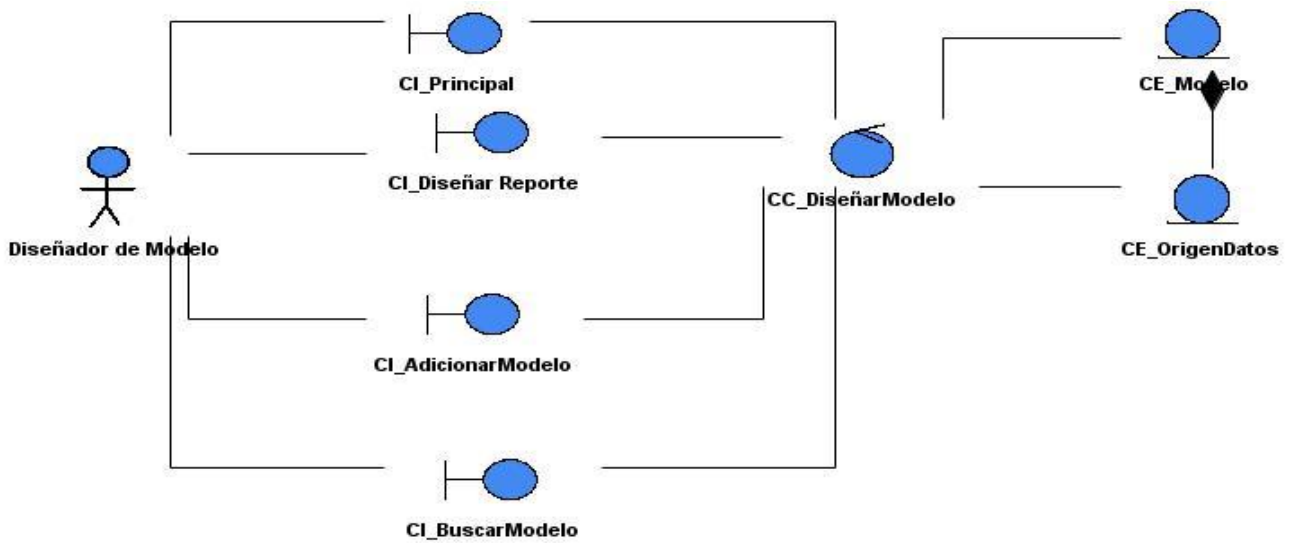 CI_Principal
CE_Modelo
CI_Diseñar Reporte
CC_DiseñarModelo
Diseñador de Modelo
CE_OrigenDatos
CI_AdicionarModelo
CI_BuscarModelo